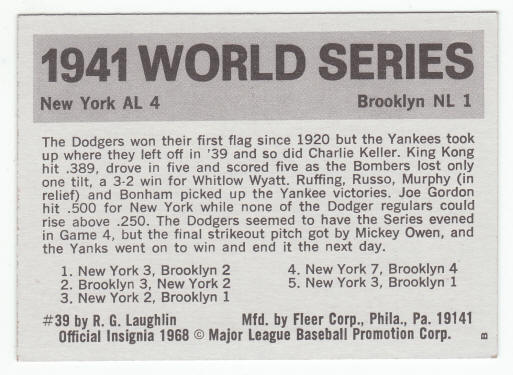 1941 WORLD SERIES
New York AL 4 Brooklyn NL 1
The Dodgers won their first flag since 1920 but the Yankees took
up where they left off in '39 and so did Charlie Keller. King Kong
hit .389, drove in five and scored five as the Bombers lost only
one tilt, a 3-2 win for Whitlow Wyatt. Ruffing, Russo, Murphy (in
relief) and Bonham picked up the Yankee victories. Joe Gordon
hit .500 for New York while none of the Dodger regulars could
rise above .250. The Dodgers seemed to have the Series evened
in Game 4, but the final strikeout pitch got by Mickey Owen, and
the Yanks went on to win and end it the next day.
1. New York 3, Brooklyn 2
2. Brooklyn 3, New York 2
3. New York 2, Brooklyn 1
4. New York 7, Brooklyn 4
5. New York 3, Brooklyn 1
#39 by R. G. Laughlin Mfd. by Fleer Corp., Phila., Pa. 19141
Official Insignia 1968 © Major League Baseball Promotion Corp.
B